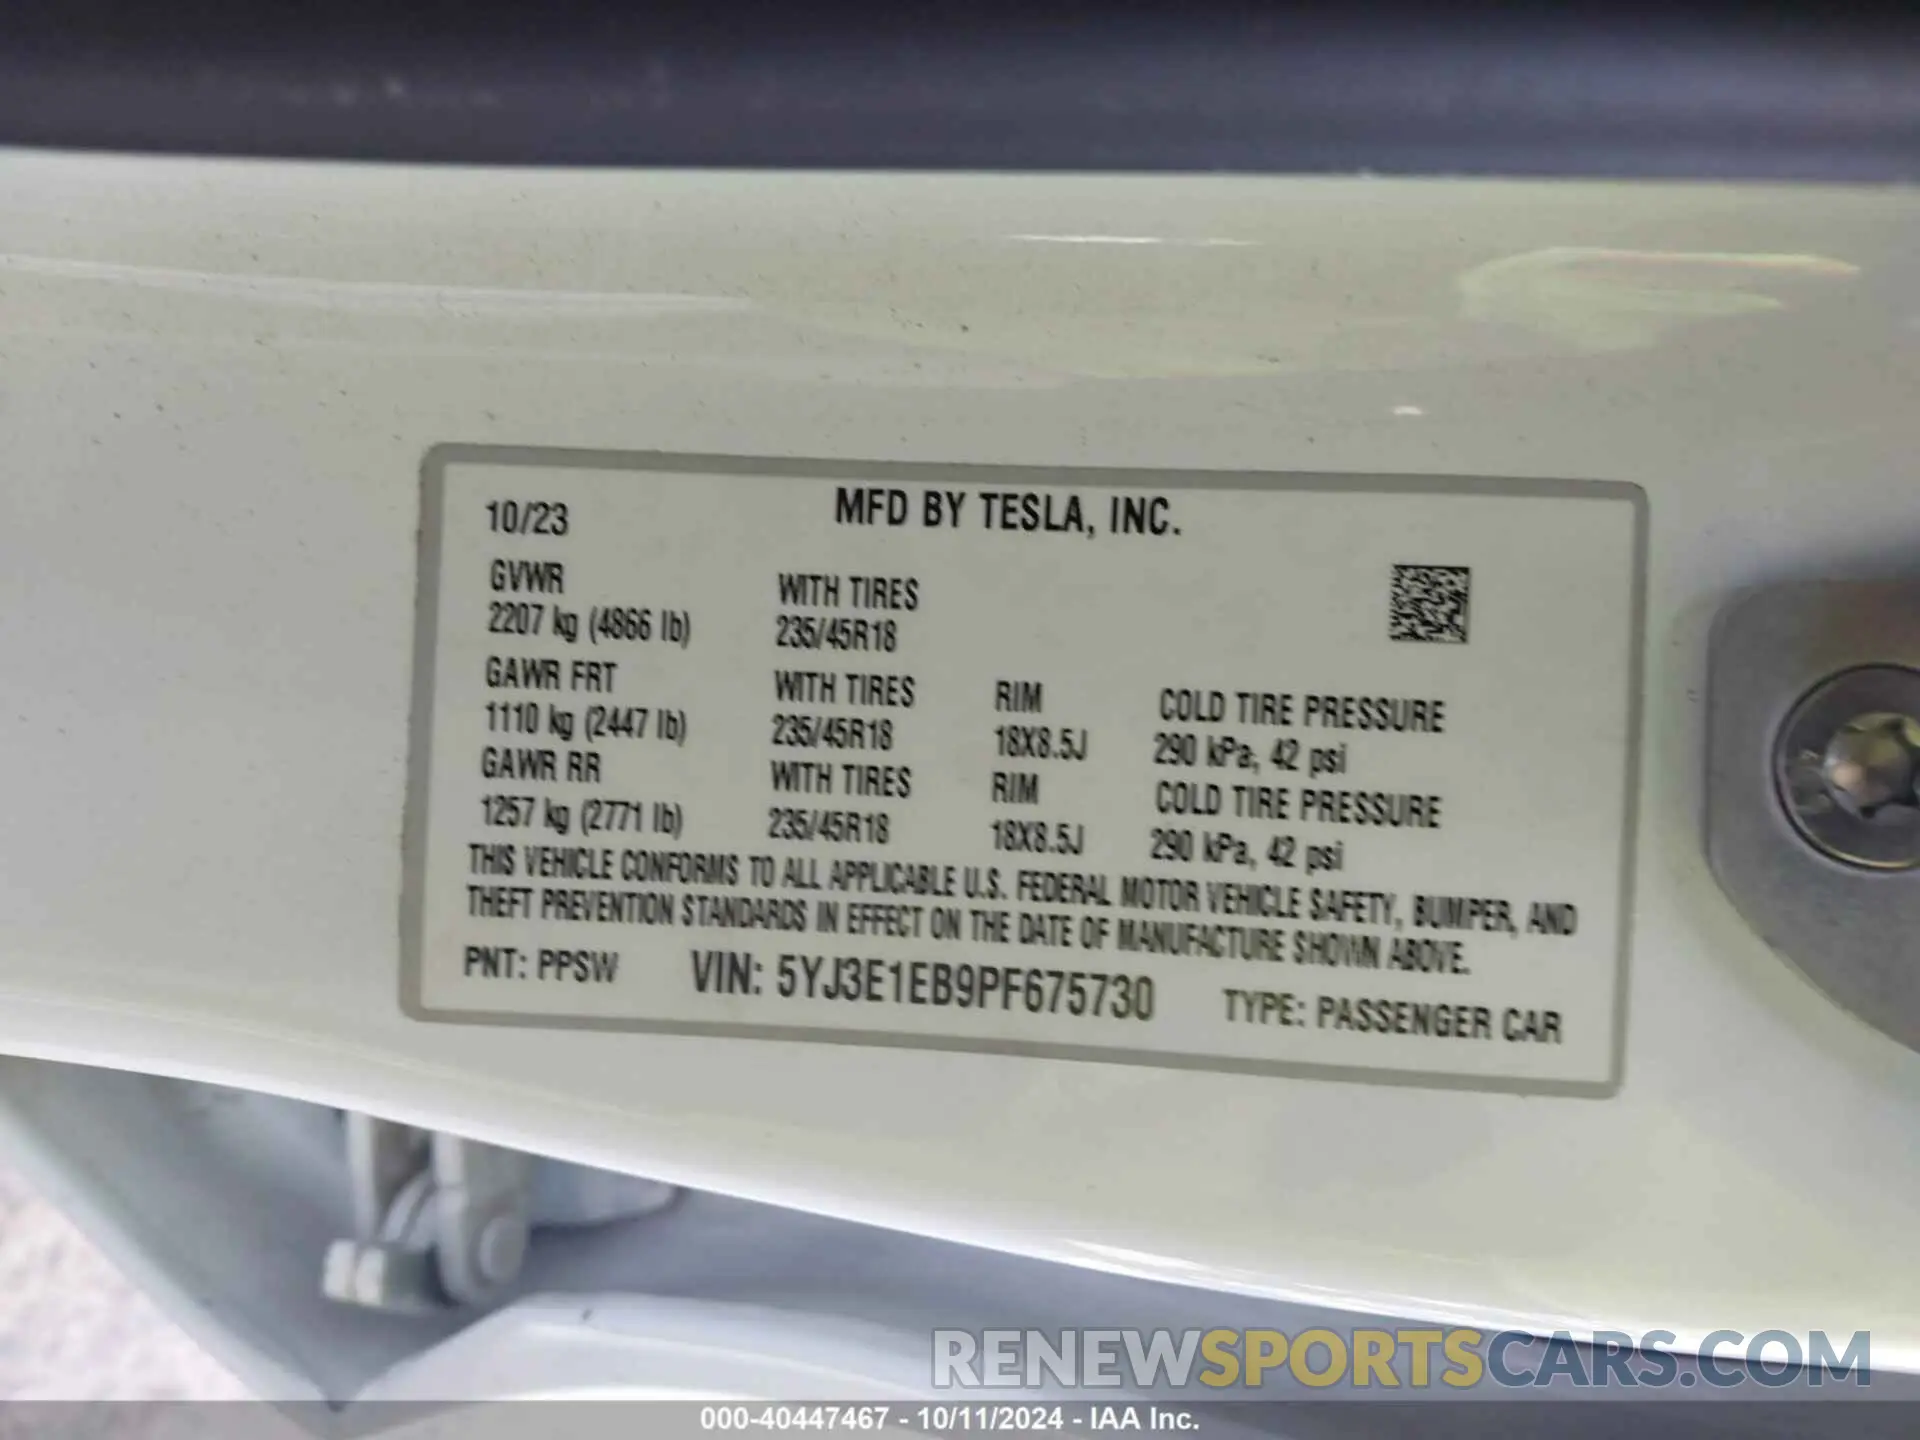 10/23 MFD BY TESLA, INC.
GVWR WITH TIRES
2207 kg (4866 lb) 235/45R18
GAWR FRT WITH TIRES RIM COLD TIRE PRESSURE
1110 kg (2447 lb) 235/45R18 18X8.5J 290 kPa, 42 psi
GAWR RR WITH TIRES RIM COLD TIRE PRESSURE
1257 kg (2771 lb) 235/45R18 18X8.5J 290 kPa, 42 psi
THIS VEHICLE CONFORMS TO ALL APPLICABLE U.S. FEDERAL MOTOR VEHICLE SAFETY, BUMPER, AND
THEFT PREVENTION STANDARDS IN EFFECT ON THE DATE OF MANUFACTURE SHOWN ABOVE.
PNT: PPSW VIN: 5YJ3E1EB9PF675730 TYPE: PASSENGER CAR
RENEWSPORTSCARS.COM
000-40447467 - 10/11/2024 - IAA Inc.